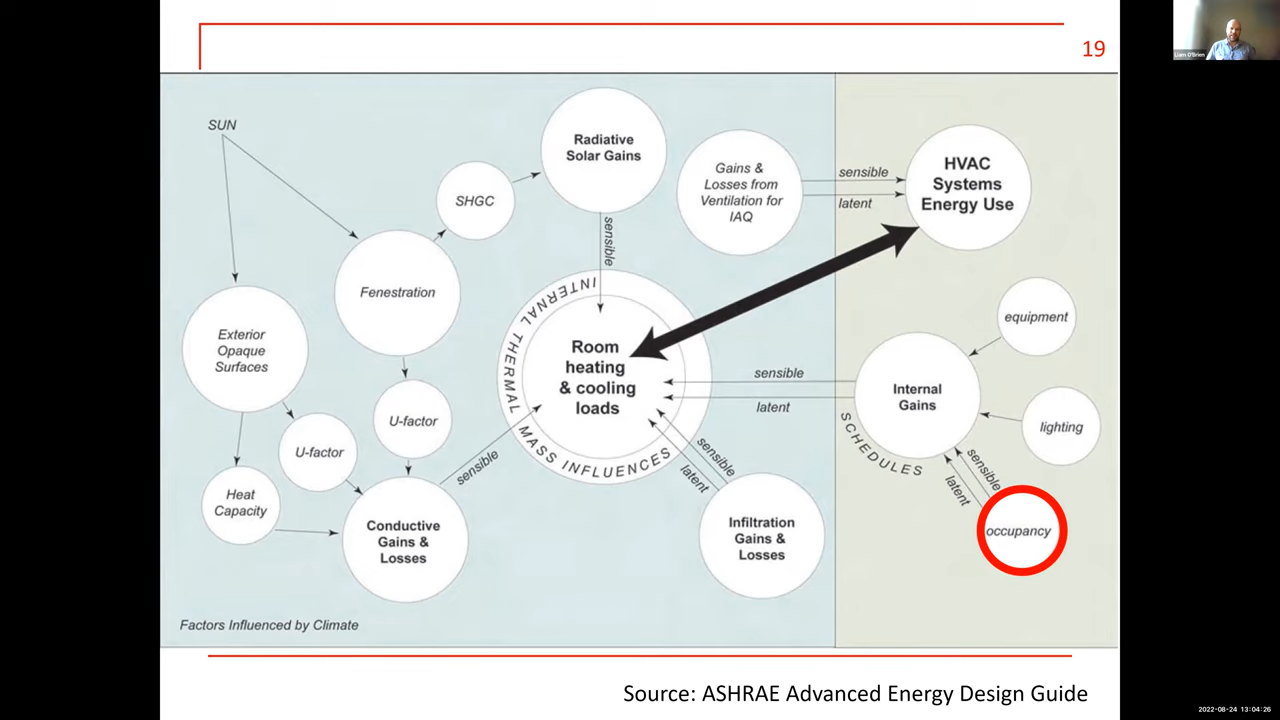 19
Liam O'Brien
SUN
Radiative
Solar Gains
SHGC
Gains &
Losses from
Ventilation for
IAQ
sensible
latent
HVAC
Systems
Energy Use
sensible
Fenestration
INTERNAL THERMAL MASS INFLUENCES
Room
heating
& cooling
loads
Exterior
Opaque
Surfaces
equipment
sensible
latent
Internal
Gains
SCHEDULES
lighting
U-factor
U-factor
sensible
sensible
latent
sensible
latent
Heat
Capacity
Conductive
Gains &
Losses
Infiltration
Gains &
Losses
occupancy
Factors Influenced by Climate
Source: ASHRAE Advanced Energy Design Guide
2022-08-24 13:04:26